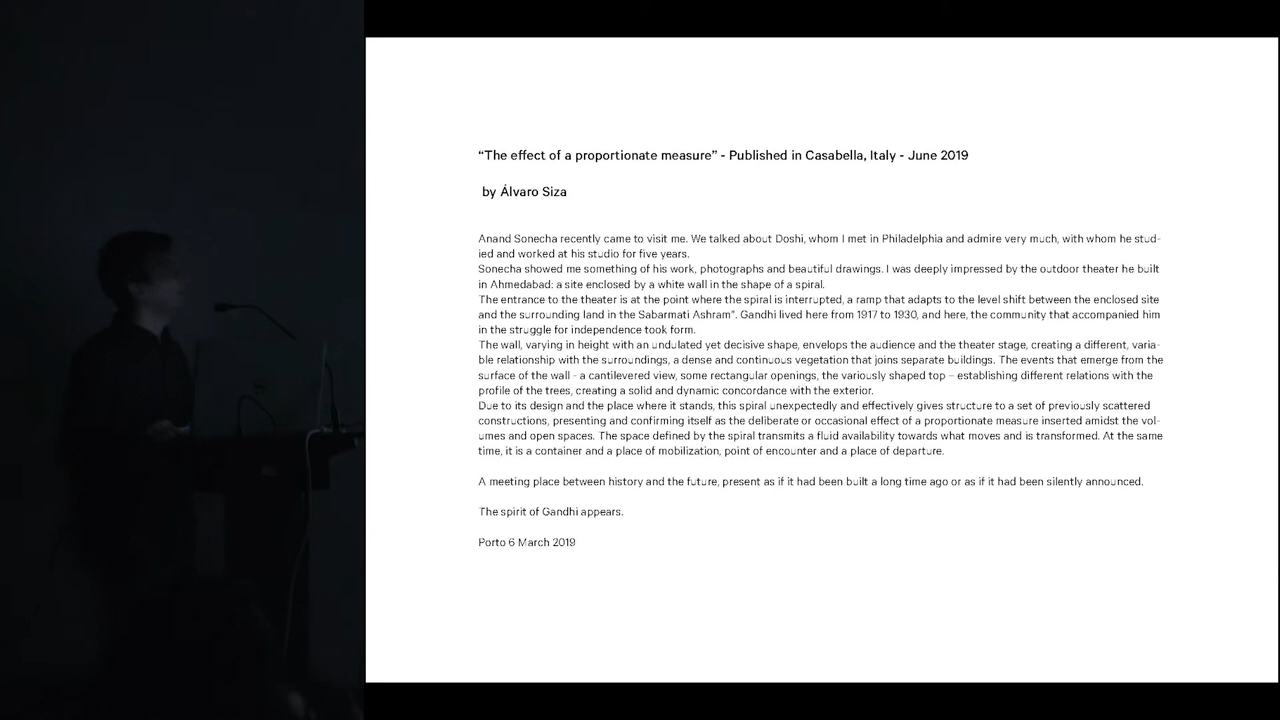 “The effect of a proportionate measure” - Published in Casabella, Italy - June 2019
by Álvaro Siza
Anand Sonecha recently came to visit me. We talked about Doshi, whom I met in Philadelphia and admire very much, with whom he stud-
ied and worked at his studio for five years.
Sonecha showed me something of his work, photographs and beautiful drawings. I was deeply impressed by the outdoor theater he built
in Ahmedabad: a site enclosed by a white wall in the shape of a spiral.
The entrance to the theater is at the point where the spiral is interrupted, a ramp that adapts to the level shift between the enclosed site
and the surrounding land in the Sabarmati Ashram”. Gandhi lived here from 1917 to 1930, and here, the community that accompanied him
in the struggle for independence took form.
The wall, varying in height with an undulated yet decisive shape, envelops the audience and the theater stage, creating a different, varia-
ble relationship with the surroundings, a dense and continuous vegetation that joins separate buildings. The events that emerge from the
surface of the wall - a cantilevered view, some rectangular openings, the variously shaped top – establishing different relations with the
profile of the trees, creating a solid and dynamic concordance with the exterior.
Due to its design and the place where it stands, this spiral unexpectedly and effectively gives structure to a set of previously scattered
constructions, presenting and confirming itself as the deliberate or occasional effect of a proportionate measure inserted amidst the vol-
umes and open spaces. The space defined by the spiral transmits a fluid availability towards what moves and is transformed. At the same
time, it is a container and a place of mobilization, point of encounter and a place of departure.
A meeting place between history and the future, present as if it had been built a long time ago or as if it had been silently announced.
The spirit of Gandhi appears.
Porto 6 March 2019